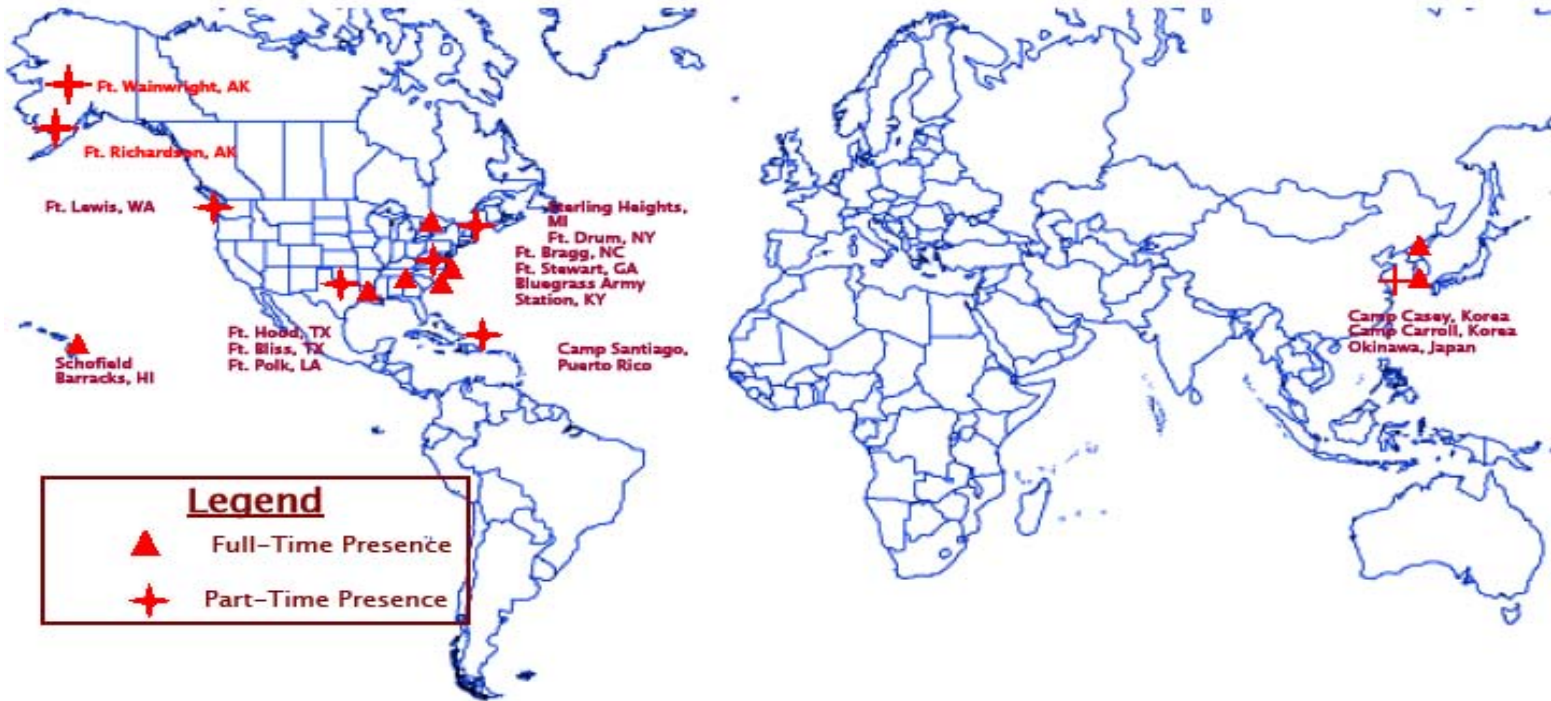 Ft. Wainwright, AK
Ft. Richardson, AK
Ft. Lewis, WA
Sterling Heights,
MI
Ft. Drum, NY
Ft. Bragg, NC
Ft. Stewart, GA
Bluegrass Army
Station, KY
Ft. Hood, TX
Ft. Bliss, TX
Ft. Polk, LA
Schofield
Barracks, HI
Camp Santiago,
Puerto Rico
Camp Casey, Korea
Camp Carroll, Korea
Okinawa, Japan
Legend
Full-Time Presence
Part-Time Presence